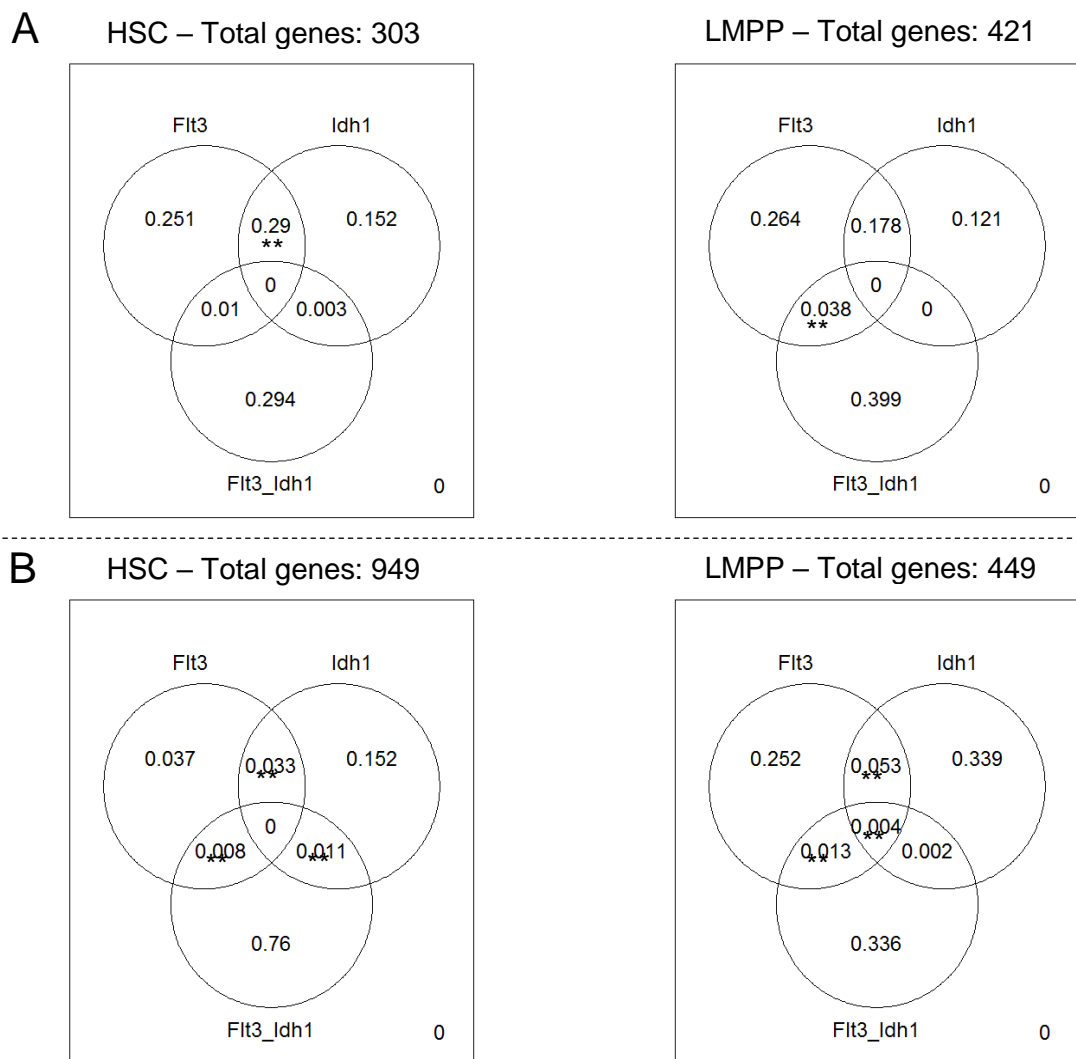 A
HSC – Total genes: 303
LMPP – Total genes: 421
Flt3 Idh1
0.251 0.29 0.152
**
0
0.01 0.003
0.294
Flt3_Idh1 0
Flt3 Idh1
0.264 0.178 0.121
0
0.038 0
**
0.399
Flt3_Idh1 0
B
HSC – Total genes: 949
LMPP – Total genes: 449
Flt3 Idh1
0.037 0.033 0.152
**
0
0.008 0.011
** **
0.76
Flt3_Idh1 0
Flt3 Idh1
0.252 0.053 0.339
**
0.004
**
0.013 0.002
**
0.336
Flt3_Idh1 0